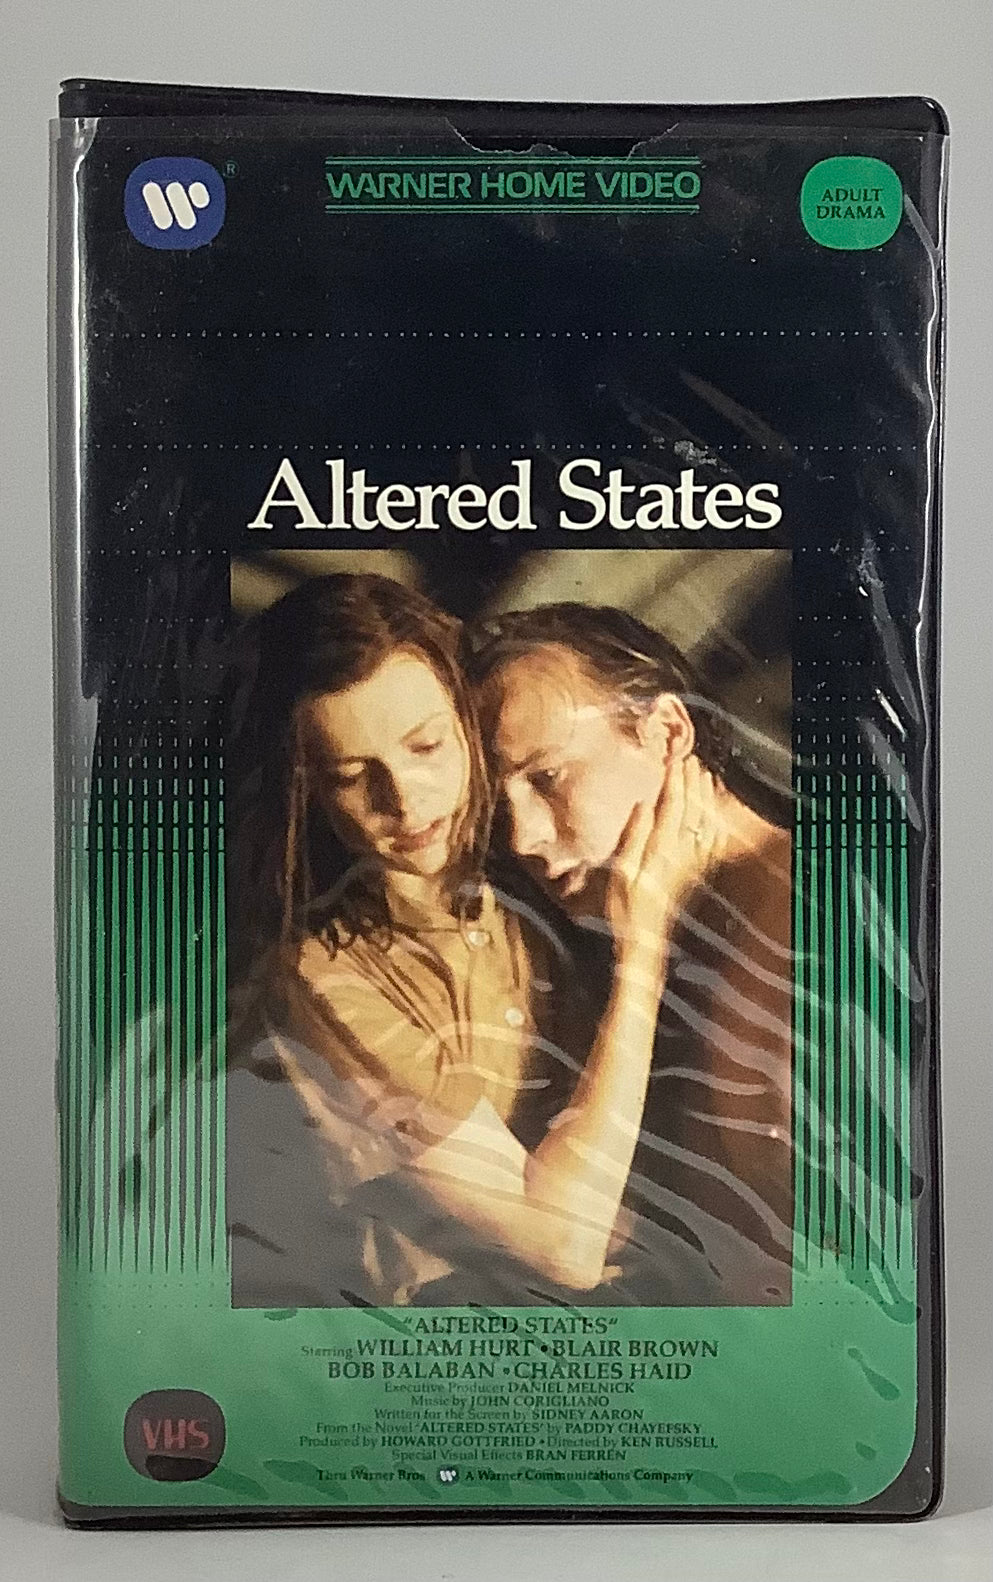 W ®
WARNER HOME VIDEO
ADULT
DRAMA
Altered States
"ALTERED STATES"
Starring WILLIAM HURT • BLAIR BROWN
BOB BALABAN • CHARLES HAID
Executive Producer DANIEL MELNICK
Music by JOHN CORIGLIANO
Written for the Screen by SIDNEY AARON
From the Novel 'ALTERED STATES' by PADDY CHAYEFSKY
Produced by HOWARD GOTTFRIED • Directed by KEN RUSSELL
Special Visual Effects BRAN FERREN
Thru Warner Bros. W A Warner Communications Company
VHS